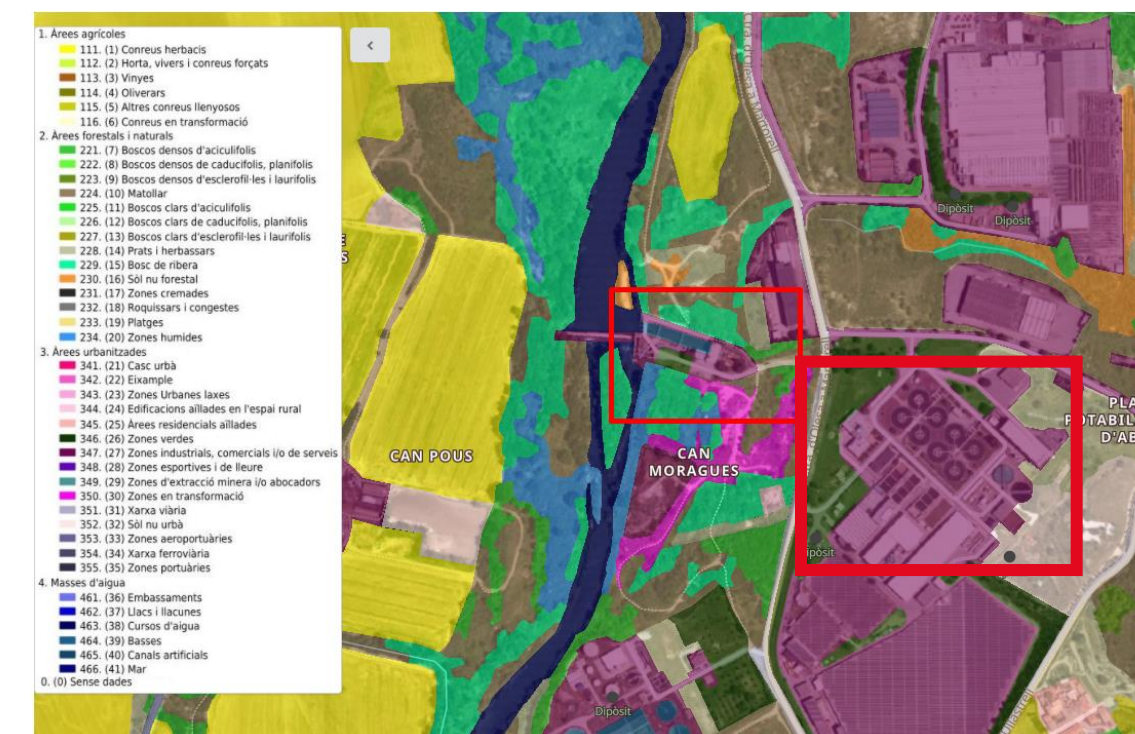 1. Àrees agrícoles
111. (1) Conreus herbacis
112. (2) Horta, vivers i conreus forçats
113. (3) Vinyes
114. (4) Oliverars
115. (5) Altres conreus llenyosos
116. (6) Conreus en transformació
2. Àrees forestals i naturals
221. (7) Boscos densos d'aciculifolis
222. (8) Boscos densos de caducifolis, planifolis
223. (9) Boscos densos d'esclerofil·les i laurifolis
224. (10) Matollar
225. (11) Boscos clars d'aciculifolis
226. (12) Boscos clars de caducifolis, planifolis
227. (13) Boscos clars d'esclerofil·les i laurifolis
228. (14) Prats i herbassars
229. (15) Bosc de ribera
230. (16) Sòl nu forestal
231. (17) Zones cremades
232. (18) Roquissars i congestes
233. (19) Platges
234. (20) Zones humides
3. Àrees urbanitzades
341. (21) Casc urbà
342. (22) Eixample
343. (23) Zones Urbanes laxes
344. (24) Edificacions aïllades en l'espai rural
345. (25) Àrees residencials aïllades
346. (26) Zones verdes
347. (27) Zones industrials, comercials i/o de serveis
348. (28) Zones esportives i de lleure
349. (29) Zones d'extracció minera i/o abocadors
350. (30) Zones en transformació
351. (31) Xarxa viària
352. (32) Sòl nu urbà
353. (33) Zones aeroportuàries
354. (34) Xarxa ferroviària
355. (35) Zones portuàries
4. Masses d'aigua
461. (36) Embassaments
462. (37) Llacs i llacunes
463. (38) Cursos d'aigua
464. (39) Basses
465. (40) Canals artificials
466. (41) Mar
0. (0) Sense dades
Dipòsit
Dipòsit
CAN POUS
CAN
MORAGUES
PLA
POTABIL
D'AB
Dipòsit
Dipòsit